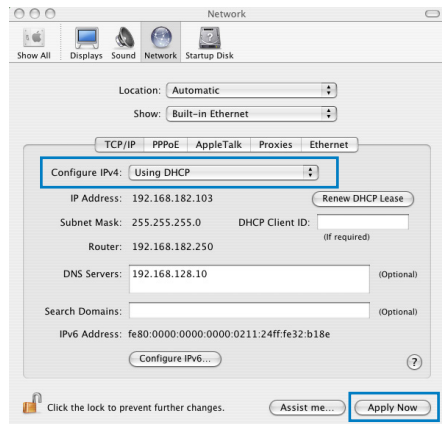 Network
Show All Displays Sound Network Startup Disk
Location: Automatic
Show: Built-in Ethernet
TCP/IP PPPoE AppleTalk Proxies Ethernet
Configure IPv4: Using DHCP
IP Address: 192.168.182.103 Renew DHCP Lease
Subnet Mask: 255.255.255.0 DHCP Client ID:
(If required)
Router: 192.168.182.250
DNS Servers: 192.168.128.10 (Optional)
Search Domains: (Optional)
IPv6 Address: fe80:0000:0000:0000:0211:24ff:fe32:b18e
Configure IPv6... ?
Click the lock to prevent further changes. Assist me... Apply Now